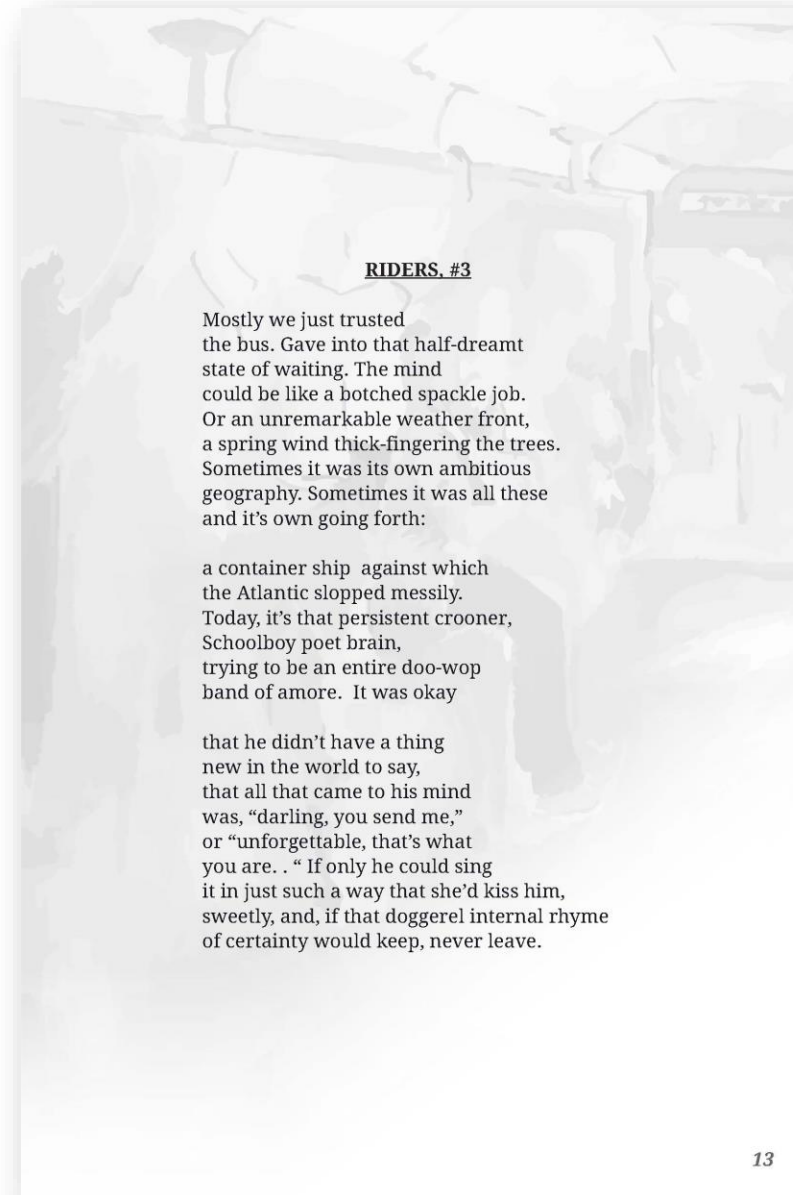 RIDERS, #3
Mostly we just trusted
the bus. Gave into that half-dreamt
state of waiting. The mind
could be like a botched spackle job.
Or an unremarkable weather front,
a spring wind thick-fingering the trees.
Sometimes it was its own ambitious
geography. Sometimes it was all these
and it’s own going forth:
a container ship  against which
the Atlantic slopped messily.
Today, it’s that persistent crooner,
Schoolboy poet brain,
trying to be an entire doo-wop
band of amore.  It was okay
that he didn’t have a thing
new in the world to say,
that all that came to his mind
was, “darling, you send me,”
or “unforgettable, that’s what
you are. . “ If only he could sing
it in just such a way that she’d kiss him,
sweetly, and, if that doggerel internal rhyme
of certainty would keep, never leave.
13